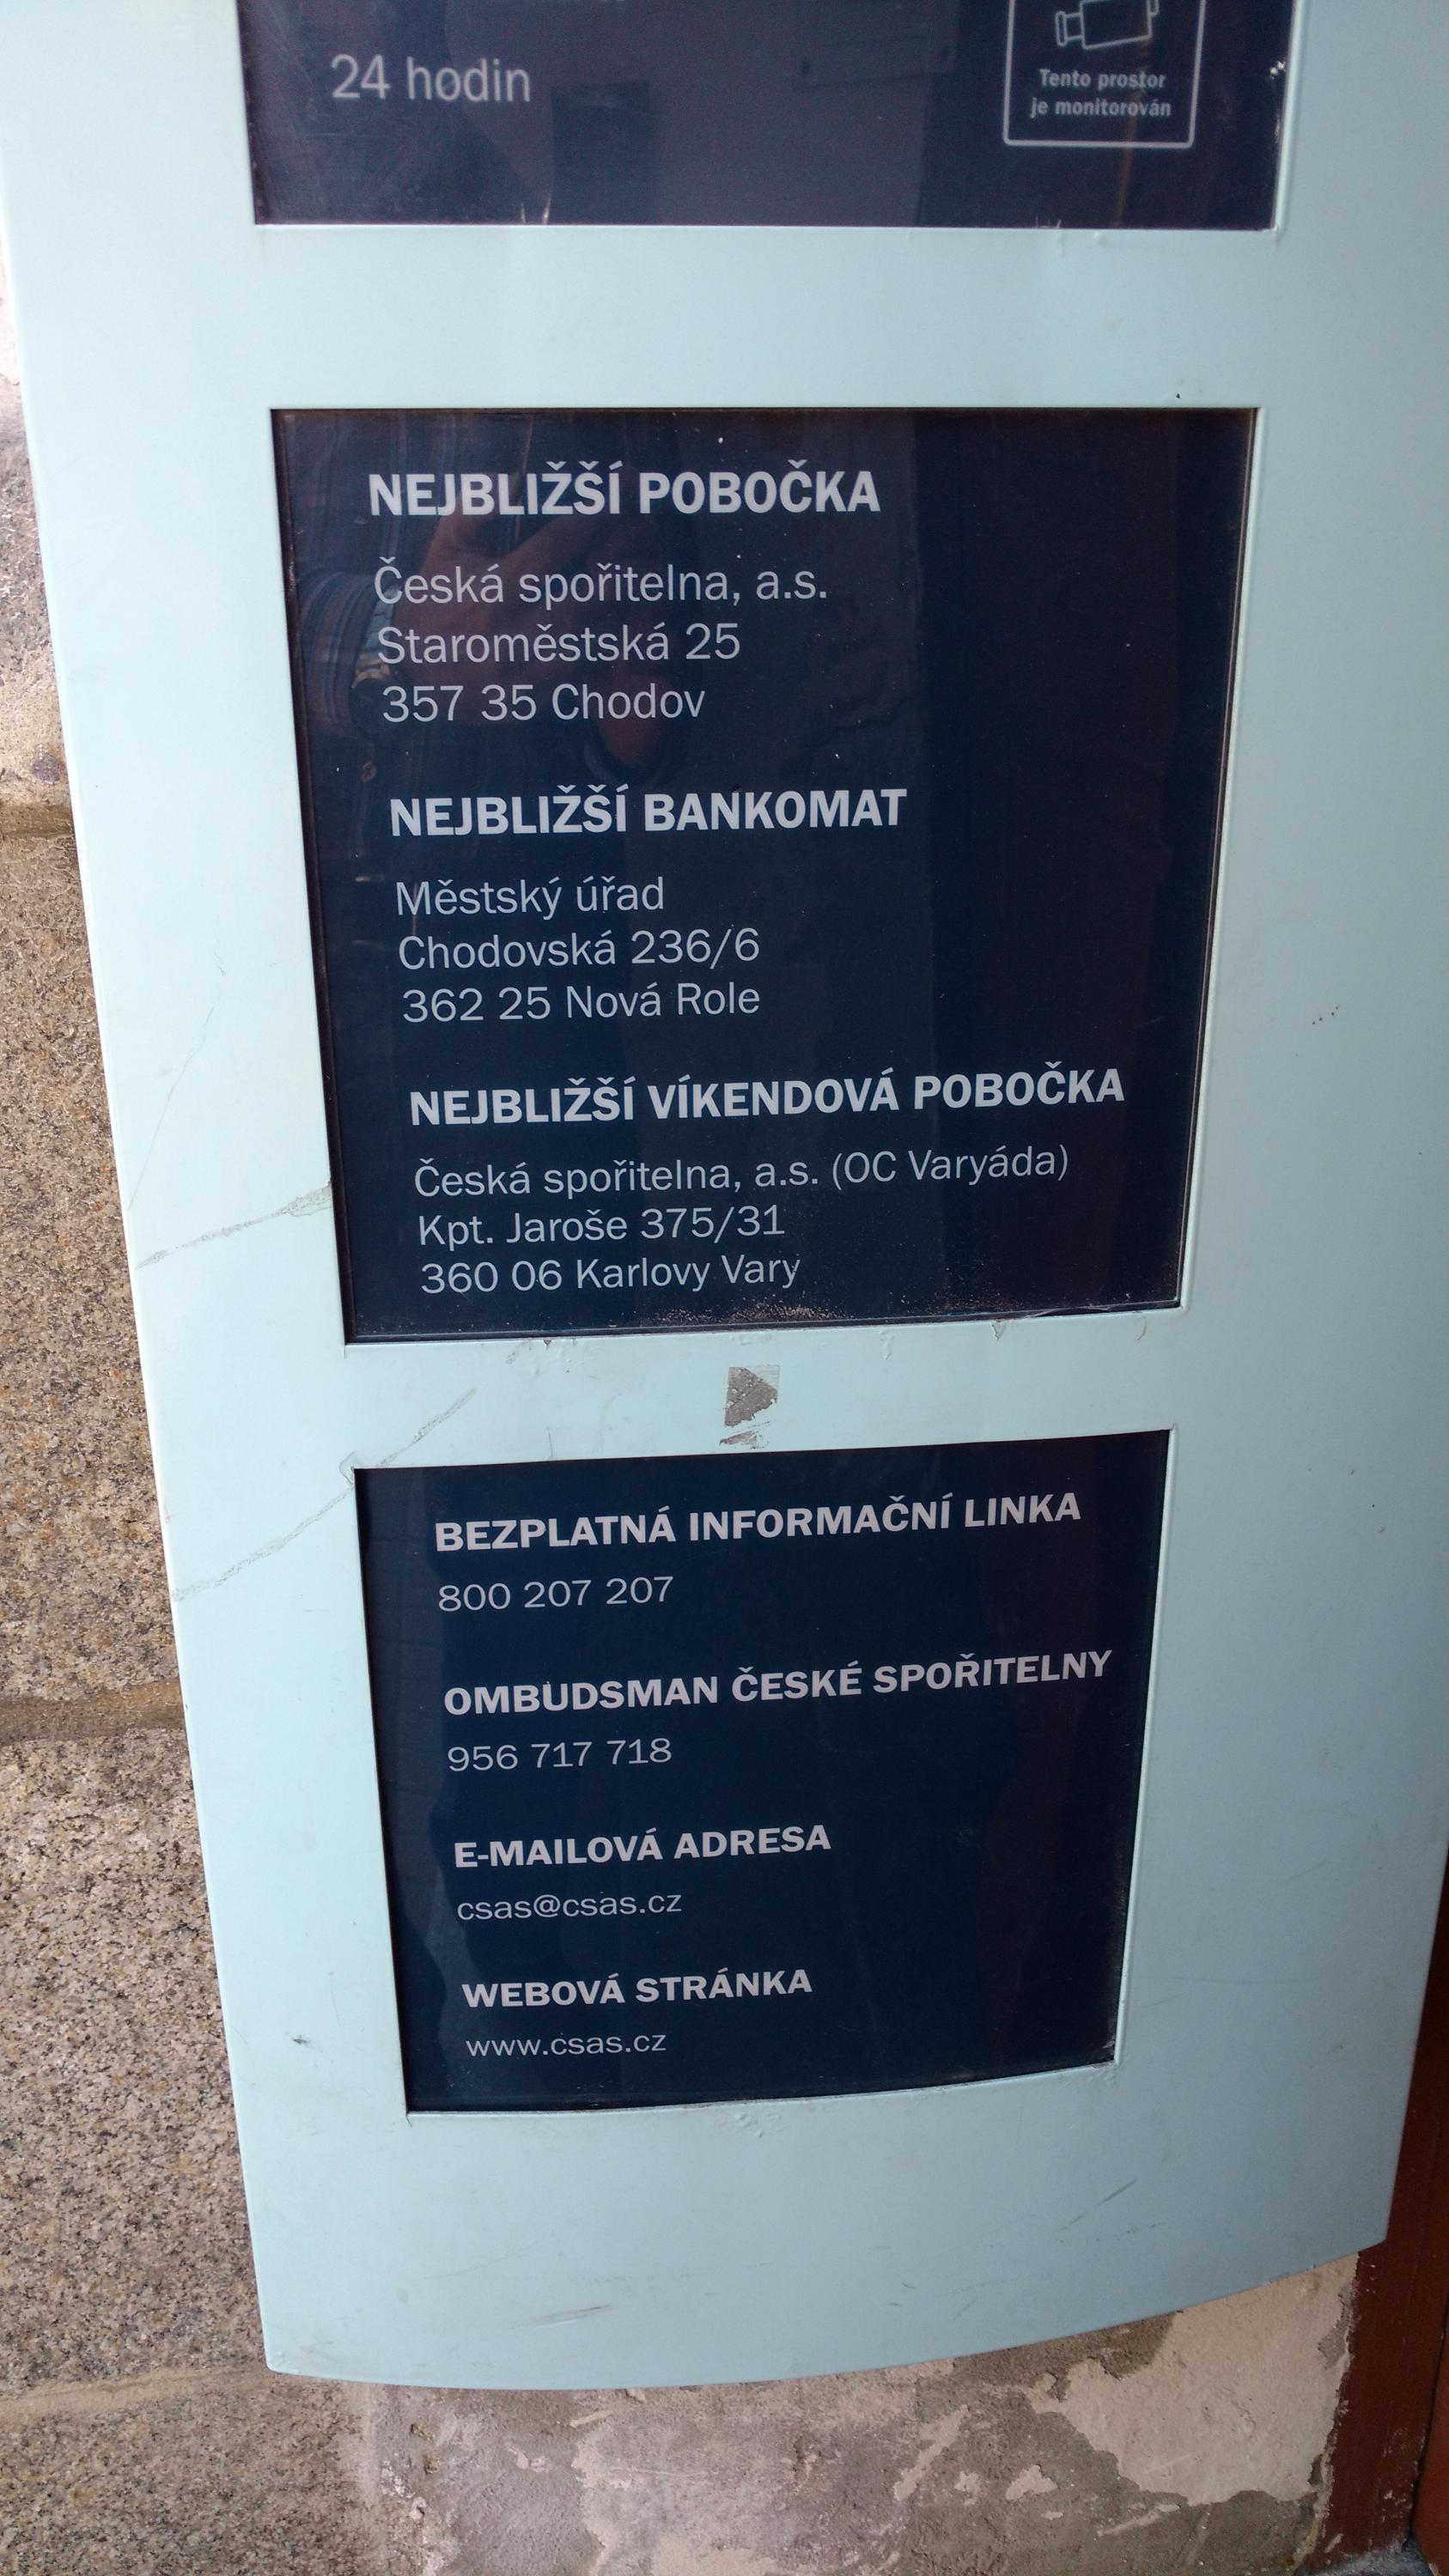 24 hodin
Tento prostor
je monitorován
NEJBLIŽŠÍ POBOČKA
Česká spořitelna, a.s.
Staroměstská 25
357 35 Chodov
NEJBLIŽŠÍ BANKOMAT
Městský úřad
Chodovská 236/6
362 25 Nová Role
NEJBLIŽŠÍ VÍKENDOVÁ POBOČKA
Česká spořitelna, a.s. (OC Varyáda)
Kpt. Jaroše 375/31
360 06 Karlovy Vary
BEZPLATNÁ INFORMAČNÍ LINKA
800 207 207
OMBUDSMAN ČESKÉ SPOŘITELNY
956 717 718
E-MAILOVÁ ADRESA
csas@csas.cz
WEBOVÁ STRÁNKA
www.csas.cz